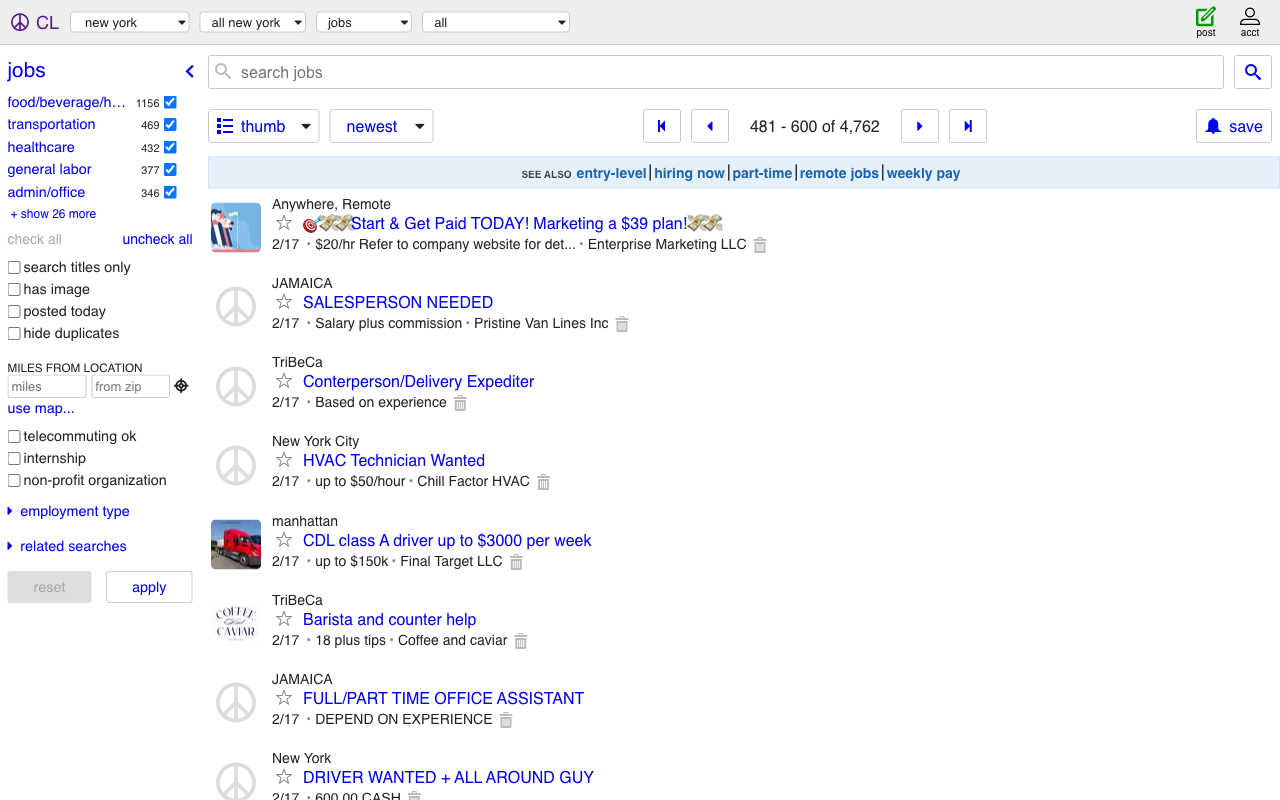 CL
new york
all new york
jobs
all
post
acct
jobs
food/beverage/h... 1156
transportation 469
healthcare 432
general labor 377
admin/office 346
+ show 26 more
check all uncheck all
search titles only
has image
posted today
hide duplicates
MILES FROM LOCATION
miles from zip
use map...
telecommuting ok
internship
non-profit organization
employment type
related searches
reset apply
search jobs
thumb newest 481 - 600 of 4,762 save
SEE ALSO entry-level | hiring now | part-time | remote jobs | weekly pay
Anywhere, Remote
🎯💸💸Start & Get Paid TODAY! Marketing a $39 plan!💸💸
2/17 • $20/hr Refer to company website for det... • Enterprise Marketing LLC
JAMAICA
SALESPERSON NEEDED
2/17 • Salary plus commission • Pristine Van Lines Inc
TriBeCa
Conterperson/Delivery Expediter
2/17 • Based on experience
New York City
HVAC Technician Wanted
2/17 • up to $50/hour • Chill Factor HVAC
manhattan
CDL class A driver up to $3000 per week
2/17 • up to $150k • Final Target LLC
COFFEE
CAVIAR
TriBeCa
Barista and counter help
2/17 • 18 plus tips • Coffee and caviar
JAMAICA
FULL/PART TIME OFFICE ASSISTANT
2/17 • DEPEND ON EXPERIENCE
New York
DRIVER WANTED + ALL AROUND GUY
2/17 • 600.00 CASH